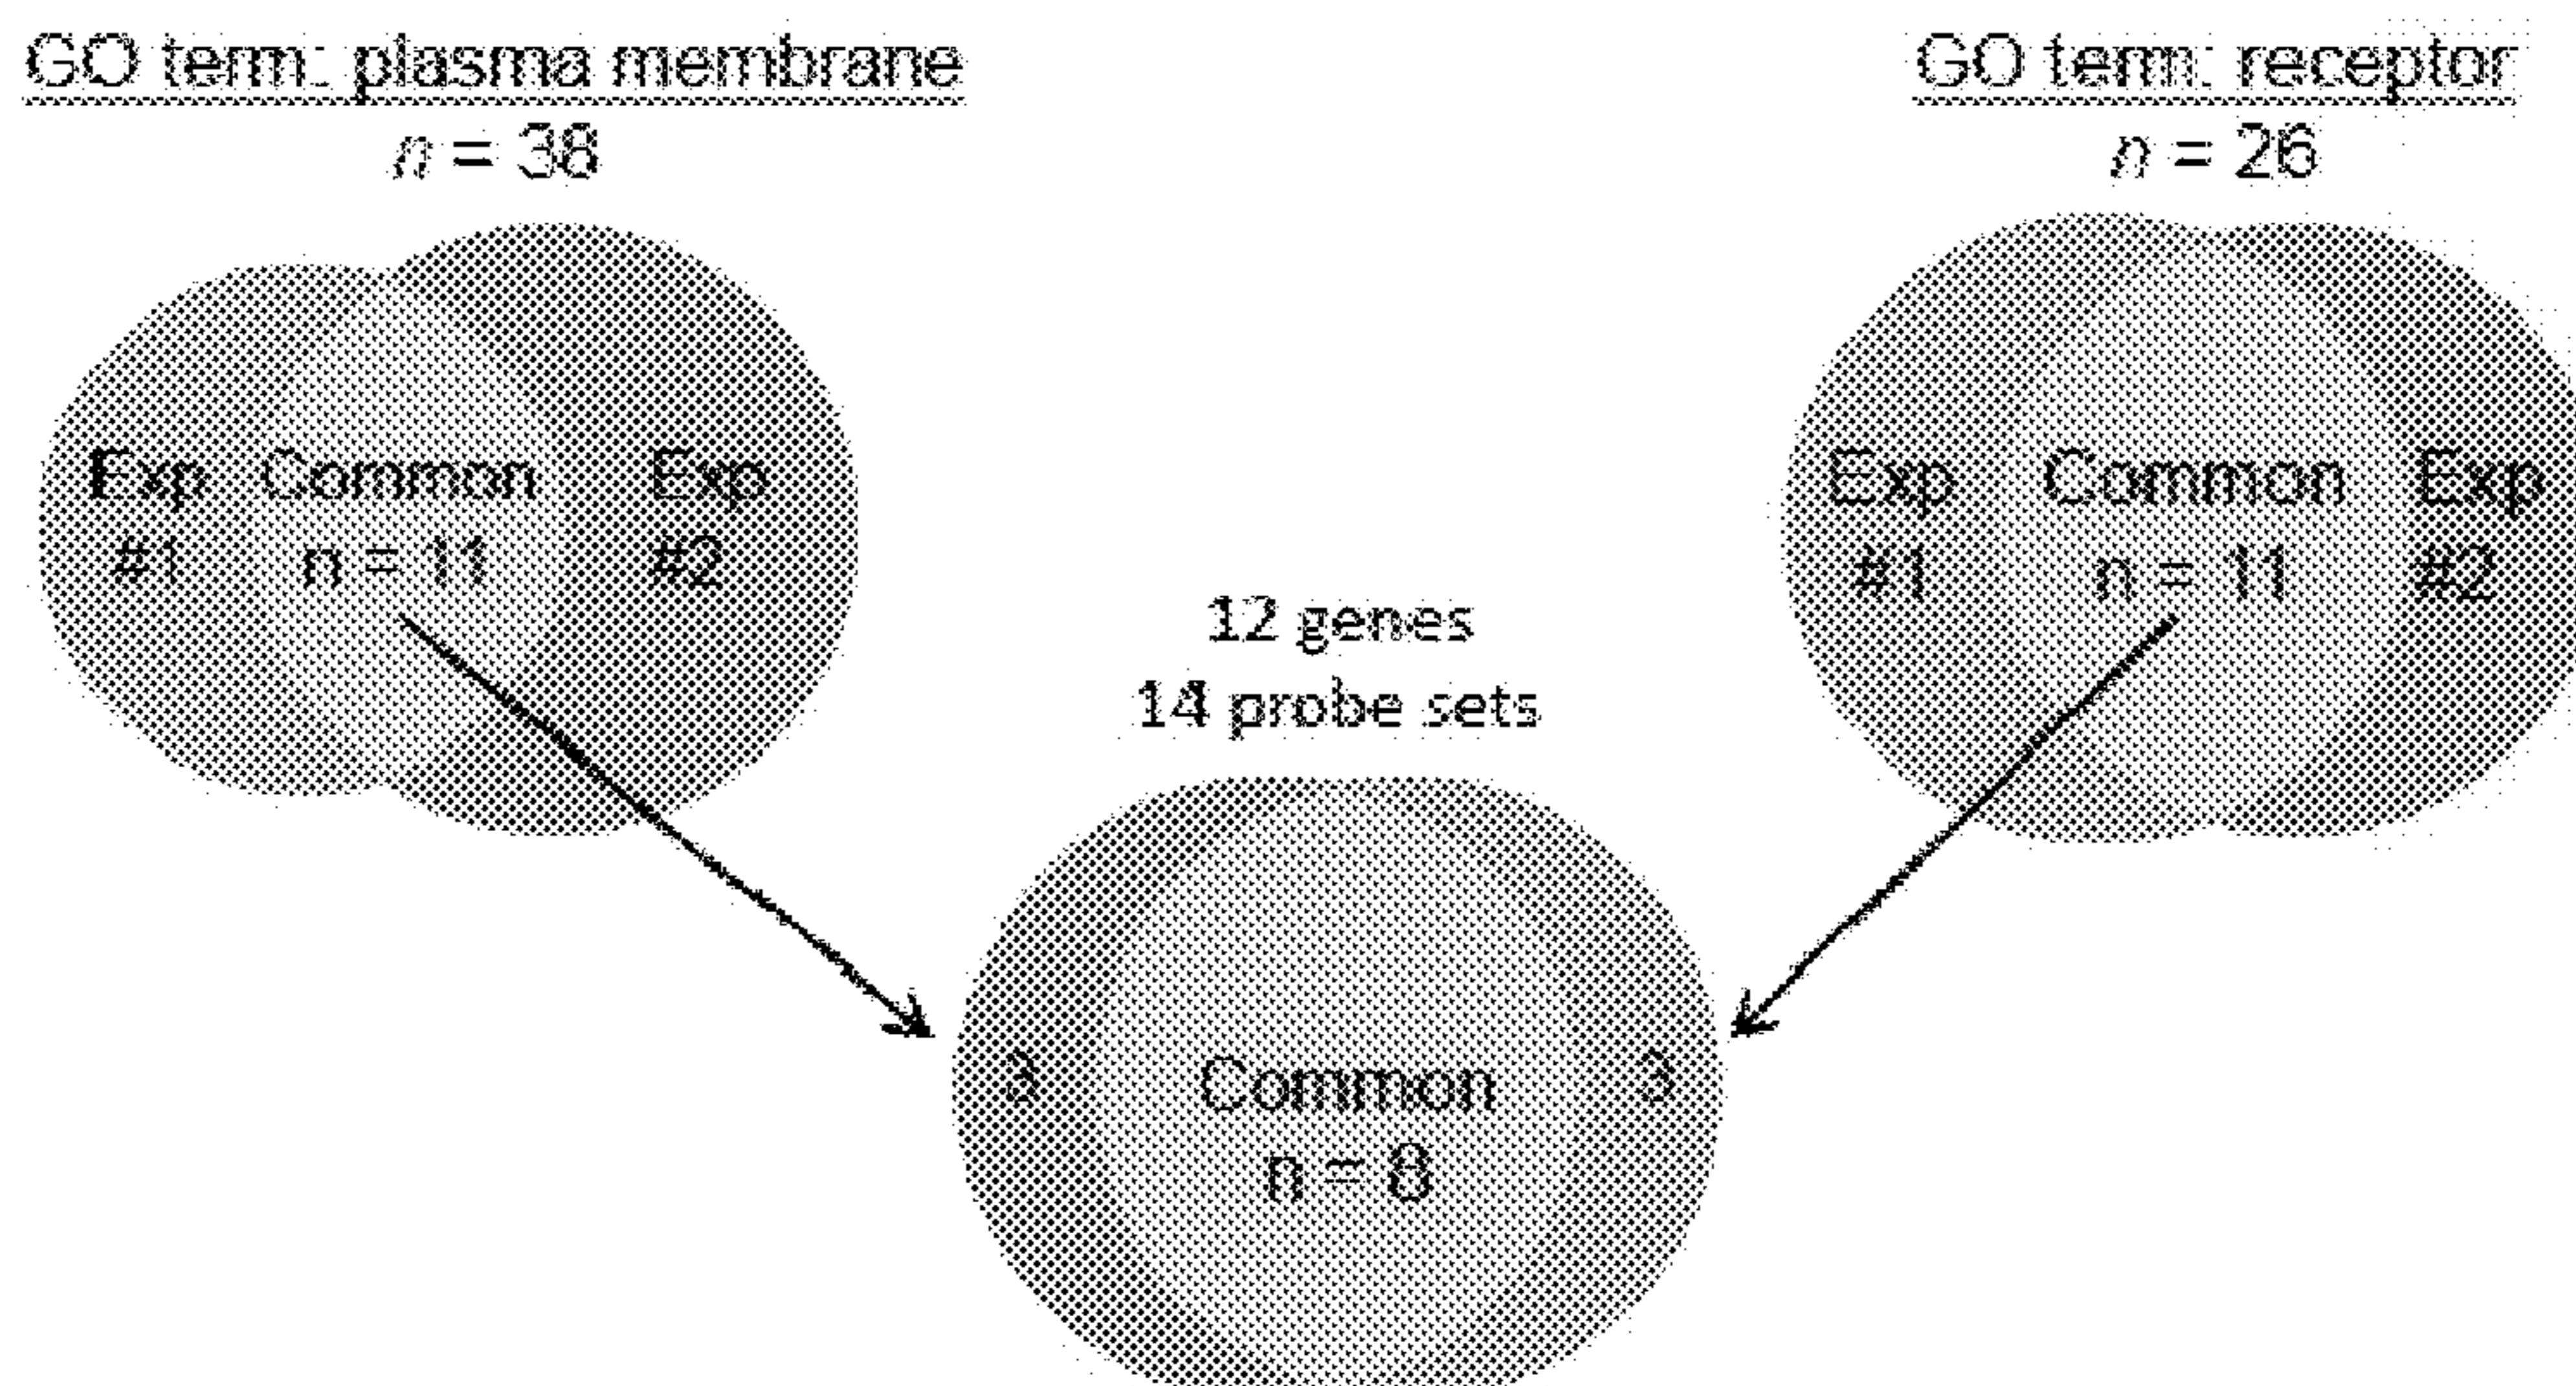 GO term: plasma membrane
n = 38
GO term: receptor
n = 26
Exp Common Exp
#1 n = 11 #2
Exp Common Exp
#1 n = 11 #2
12 genes
14 probe sets
3 Common 3
n = 8